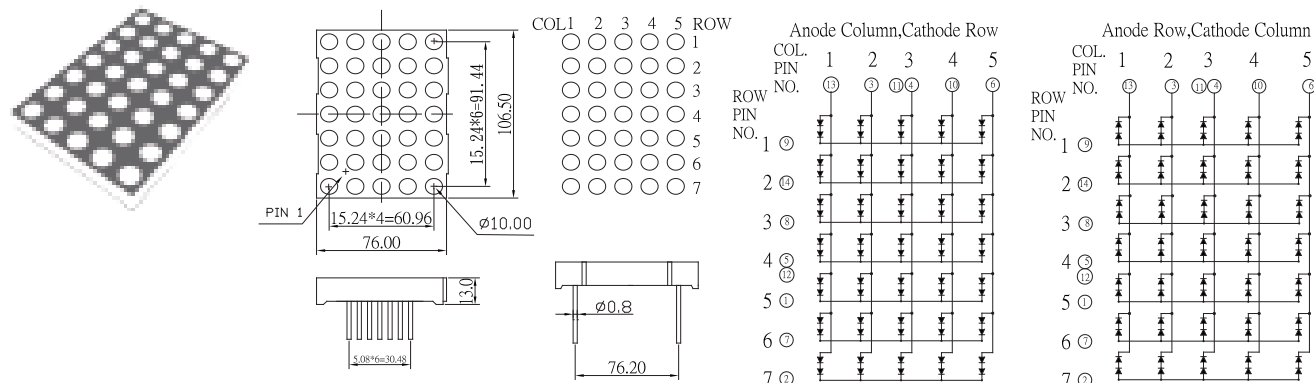 COL 1 2 3 4 5 ROW
1
2
3
4
5
6
7
15.24*6=91.44
106.50
PIN 1
15.24*4=60.96
ø10.00
76.00
13.0
5.08*6=30.48
ø0.8
76.20
Anode Column,Cathode Row
COL. 1 2 3 4 5
PIN
NO. 13 3 11 4 10 6
ROW
PIN
NO.
1 9
2 14
3 8
4 5
12
5 1
6 7
7 2
Anode Row,Cathode Column
COL. 1 2 3 4 5
PIN
NO. 13 3 11 4 10 6
ROW
PIN
NO.
1 9
2 14
3 8
4 5
12
5 1
6 7
7 2